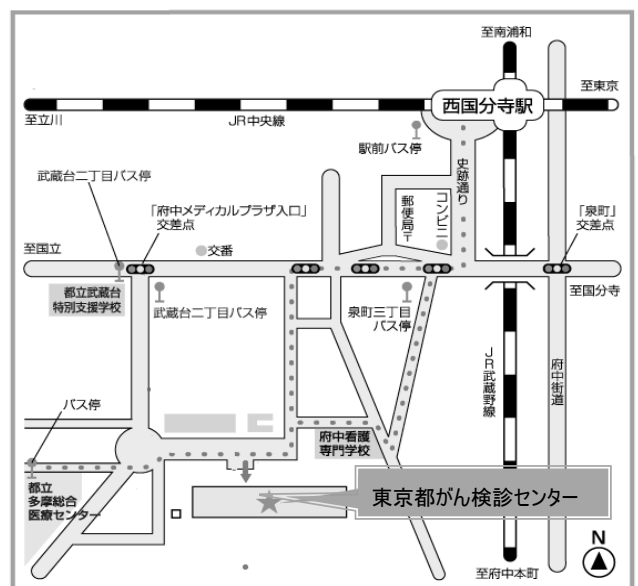 至南浦和
至東京
西国分寺駅
至立川
JR中央線
駅前バス停
史跡通り
武蔵台二丁目バス停
「府中メディカルプラザ入口」
交差点
郵便局〒
コンビニ
「泉町」
交差点
至国立
交番
至国分寺
都立武蔵台
特別支援学校
武蔵台二丁目バス停
泉町三丁目
バス停
JR武蔵野線
府中街道
バス停
府中看護
専門学校
都立
多摩総合
医療センター
東京都がん検診センター
N
至府中本町